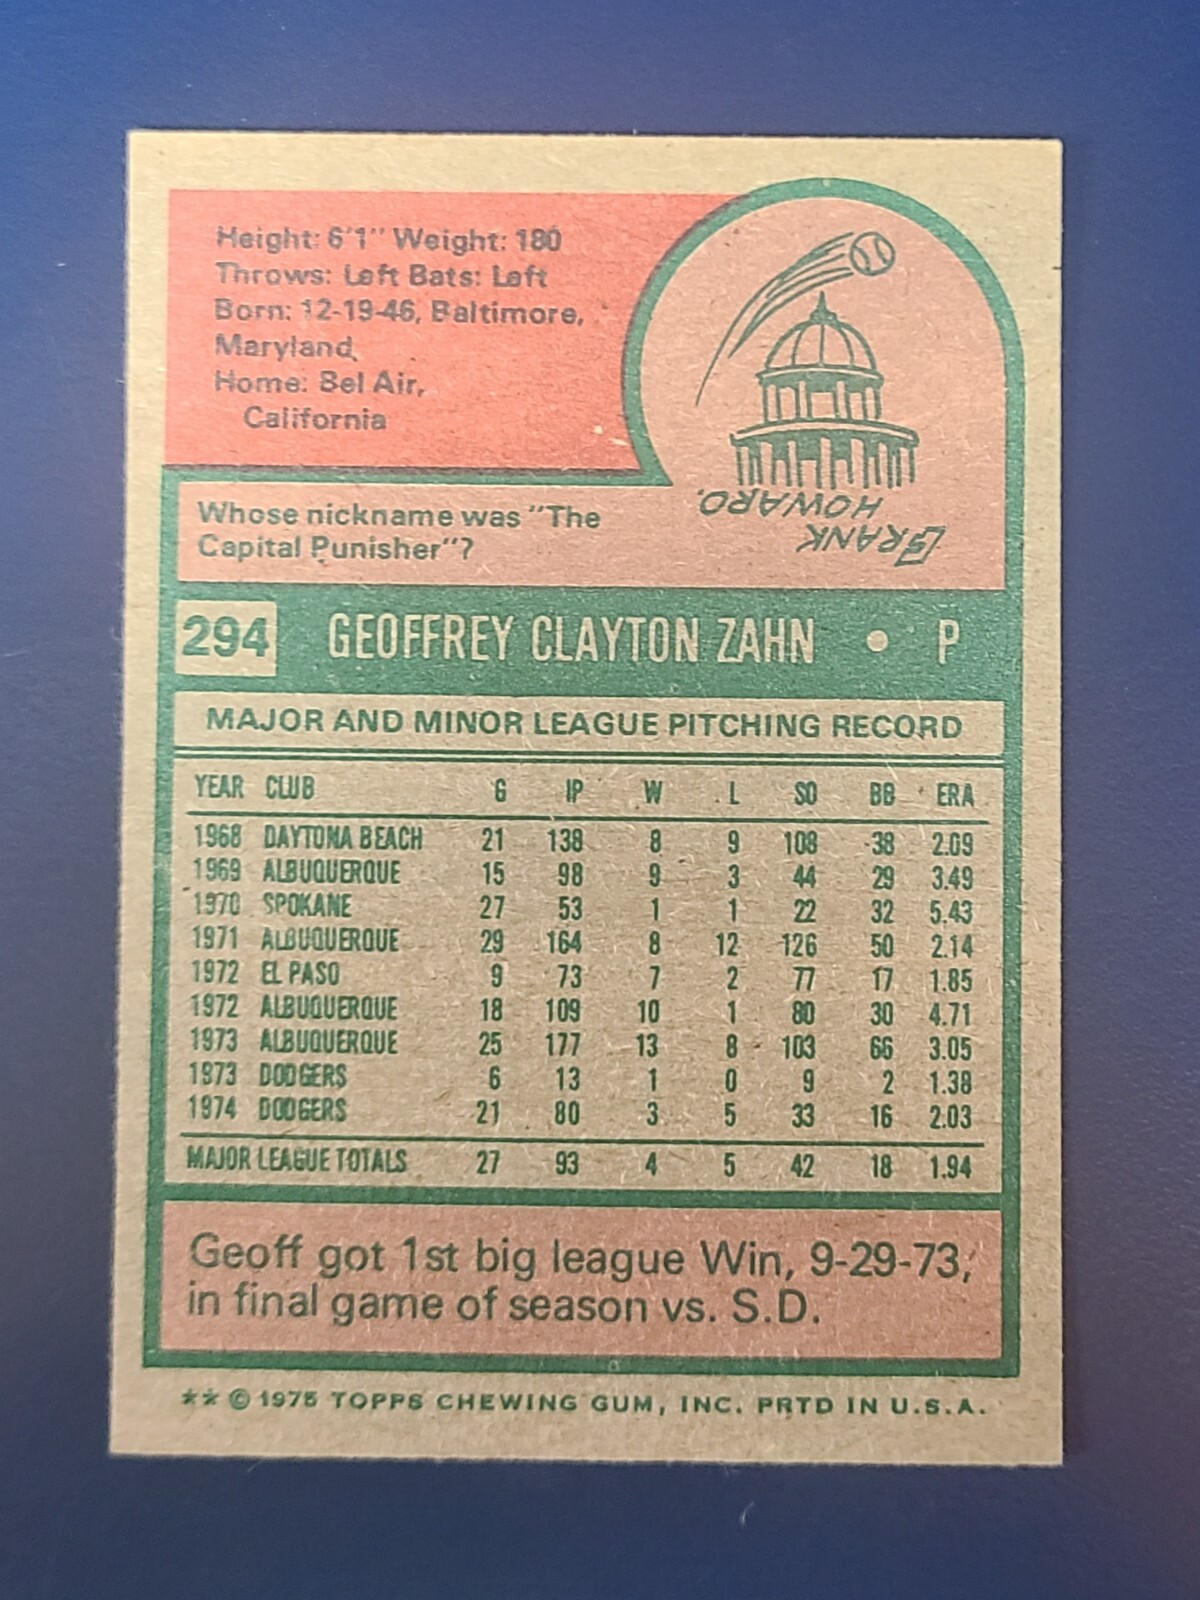 Height: 6'1" Weight: 180
Throws: Left Bats: Left
Born: 12-19-46, Baltimore,
Maryland,
Home: Bel Air,
California
Whose nickname was "The
Capital Punisher"?
FRANK
HOWARD.
294 GEOFFREY CLAYTON ZAHN • P
MAJOR AND MINOR LEAGUE PITCHING RECORD
YEAR CLUB G IP W L SO BB ERA
1968 DAYTONA BEACH 21 138 8 9 108 38 2.09
1969 ALBUQUERQUE 15 98 9 3 44 29 3.49
1970 SPOKANE 27 53 1 1 22 32 5.43
1971 ALBUQUERQUE 29 164 8 12 126 50 2.14
1972 EL PASO 9 73 7 2 77 17 1.85
1972 ALBUQUERQUE 18 109 10 1 80 30 4.71
1973 ALBUQUERQUE 25 177 13 8 103 66 3.05
1973 DODGERS 6 13 1 0 9 2 1.38
1974 DODGERS 21 80 3 5 33 16 2.03
MAJOR LEAGUE TOTALS 27 93 4 5 42 18 1.94
Geoff got 1st big league Win, 9-29-73,
in final game of season vs. S.D.
** © 1975 TOPPS CHEWING GUM, INC. PRTD IN U.S.A.